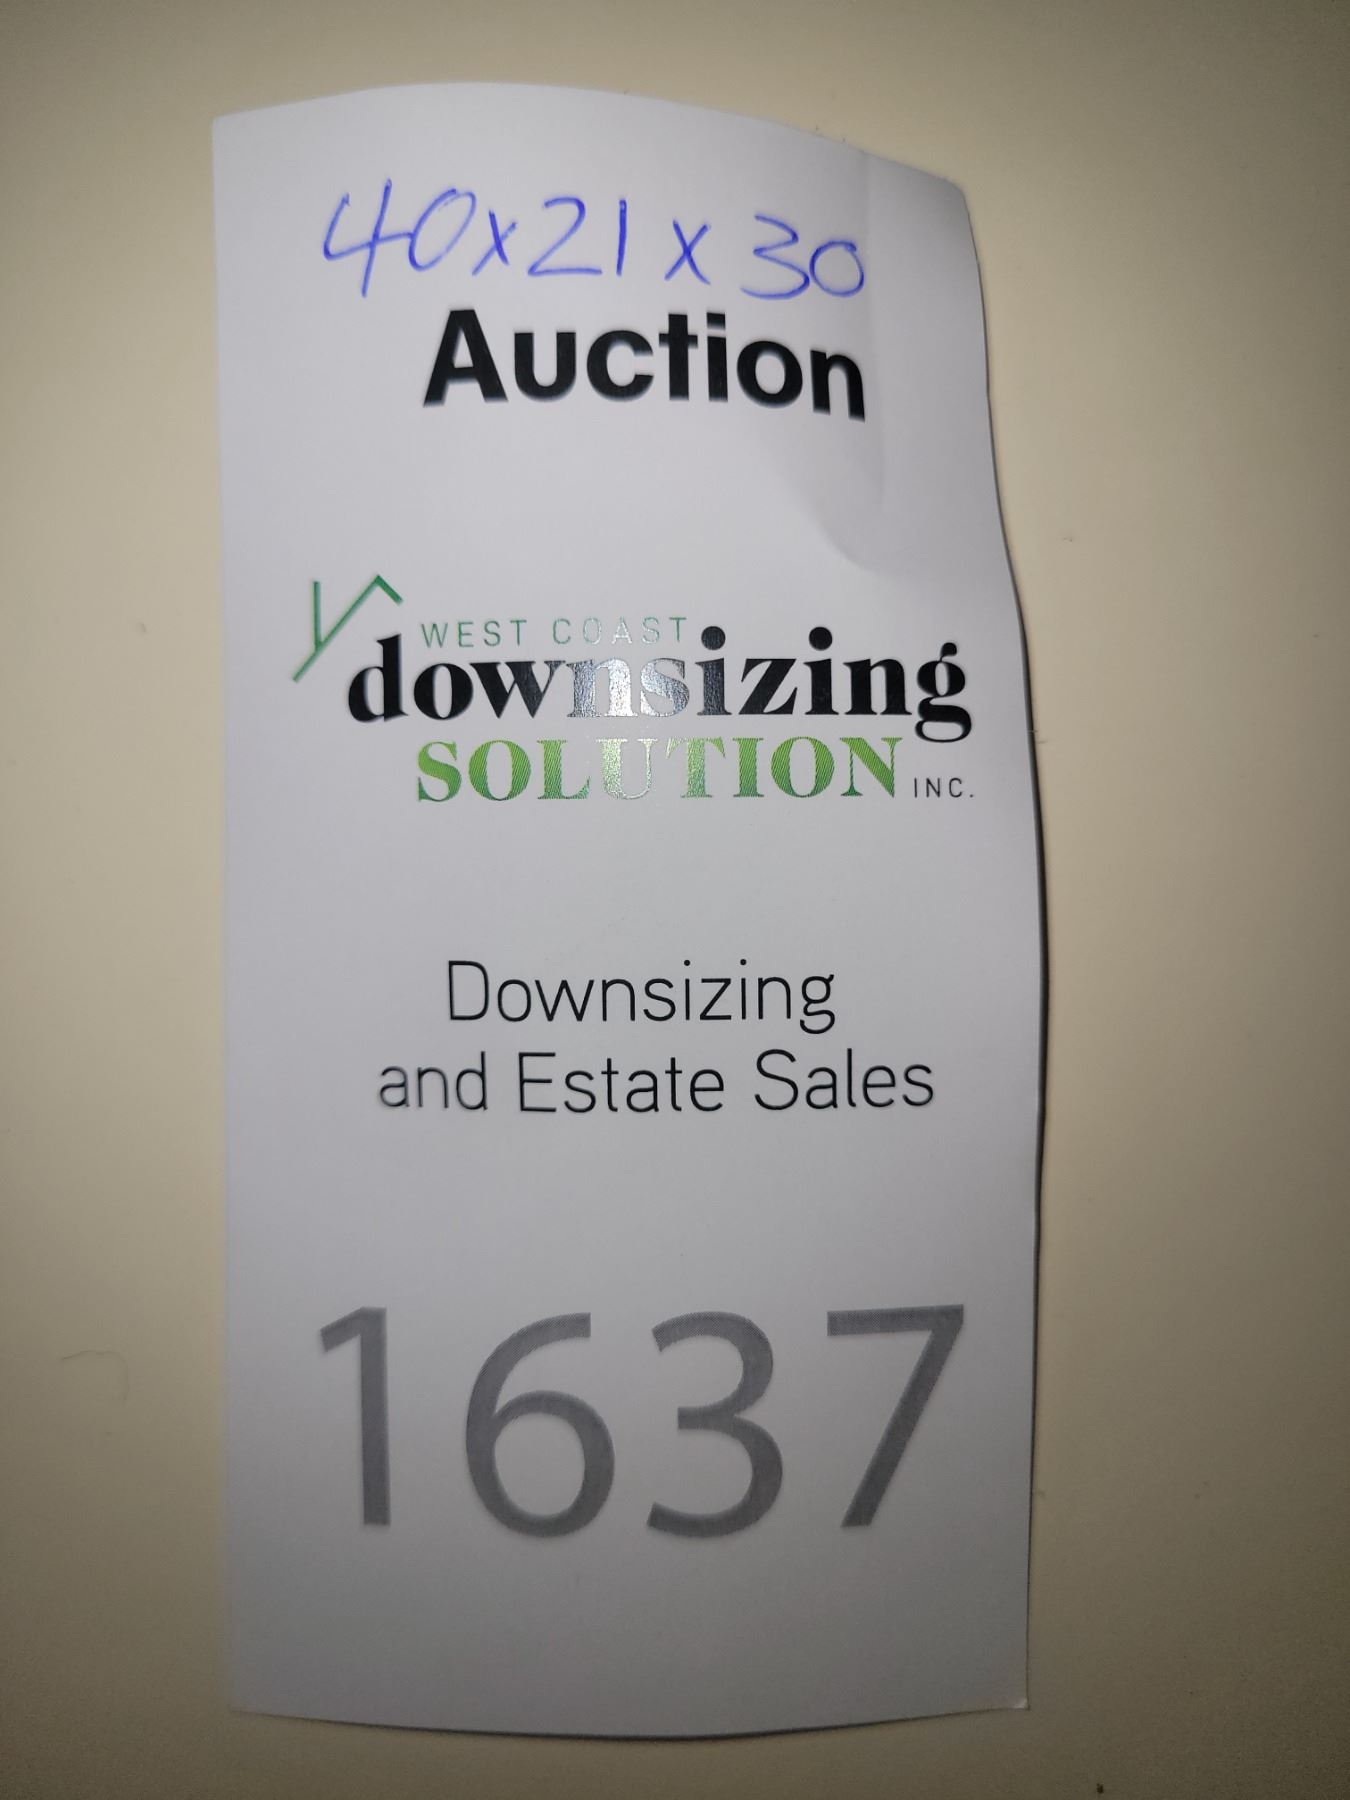 40x21x30
Auction
WEST COAST
downsizing
SOLUTION INC.
Downsizing
and Estate Sales
1637